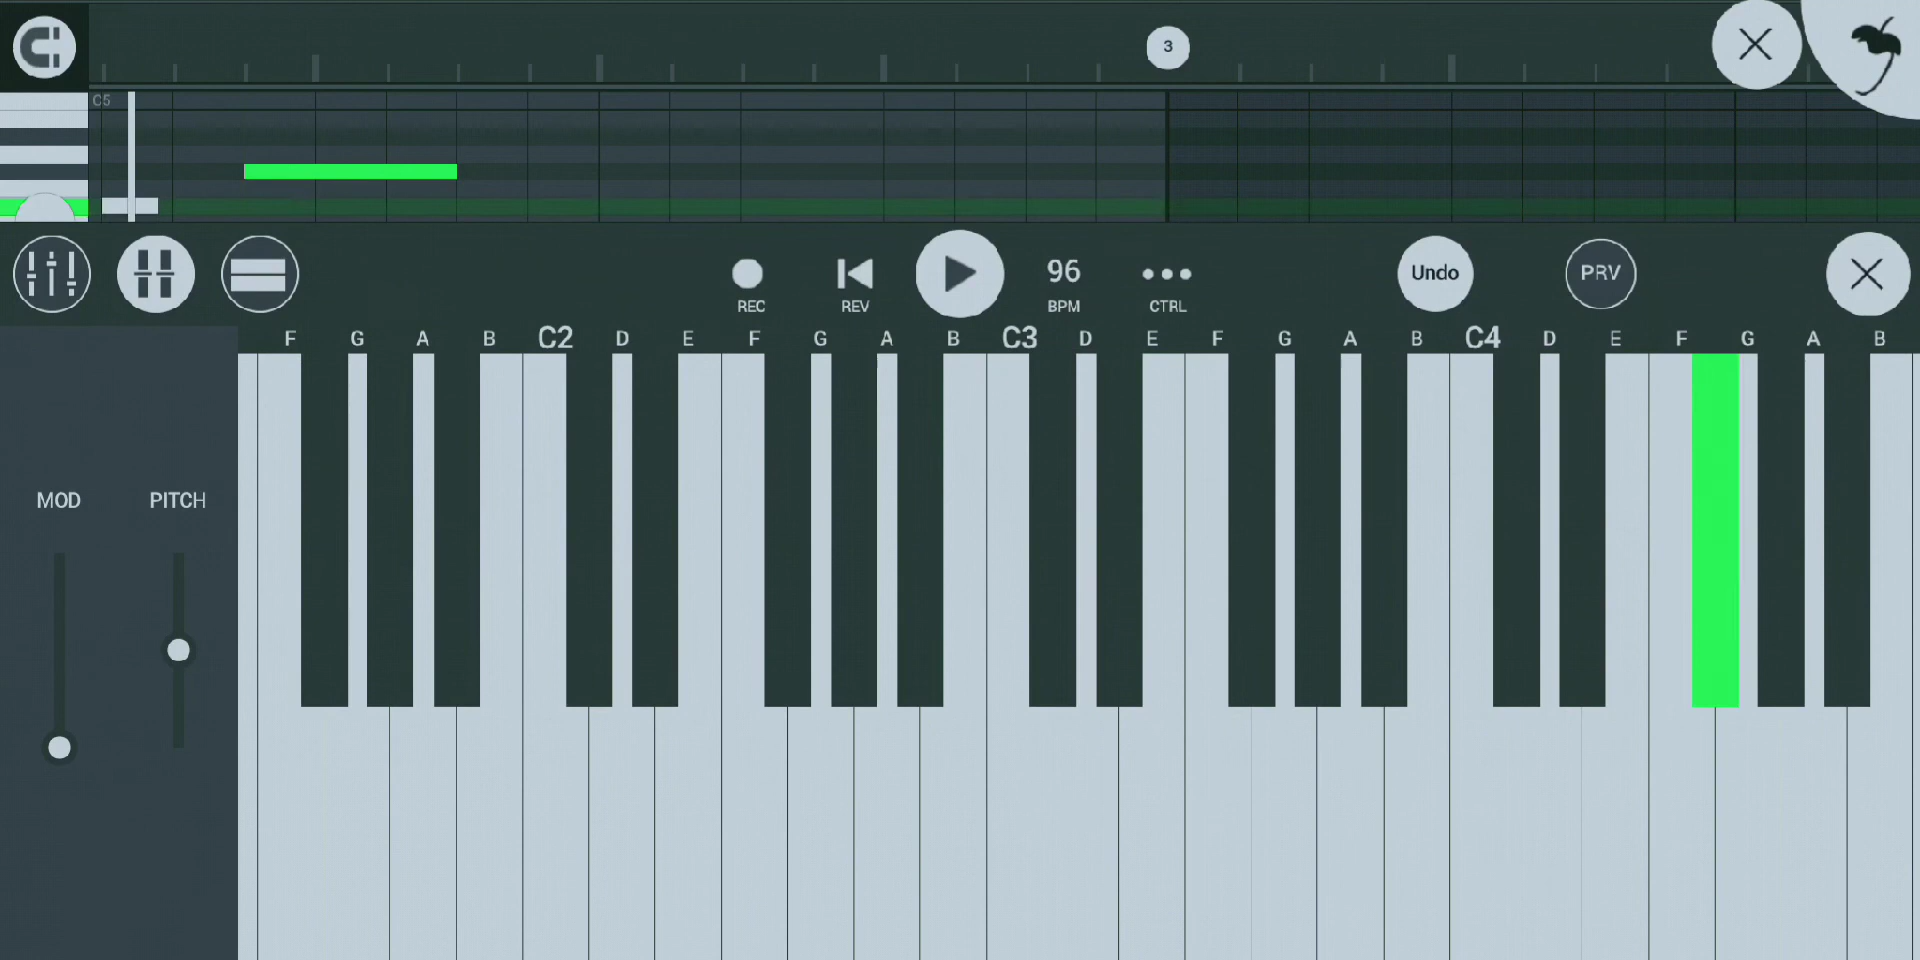 3
C5
REC
REV
96
BPM
CTRL
Undo
PRV
F G A B C2 D E F G A B C3 D E F G A B C4 D E F G A B
MOD PITCH